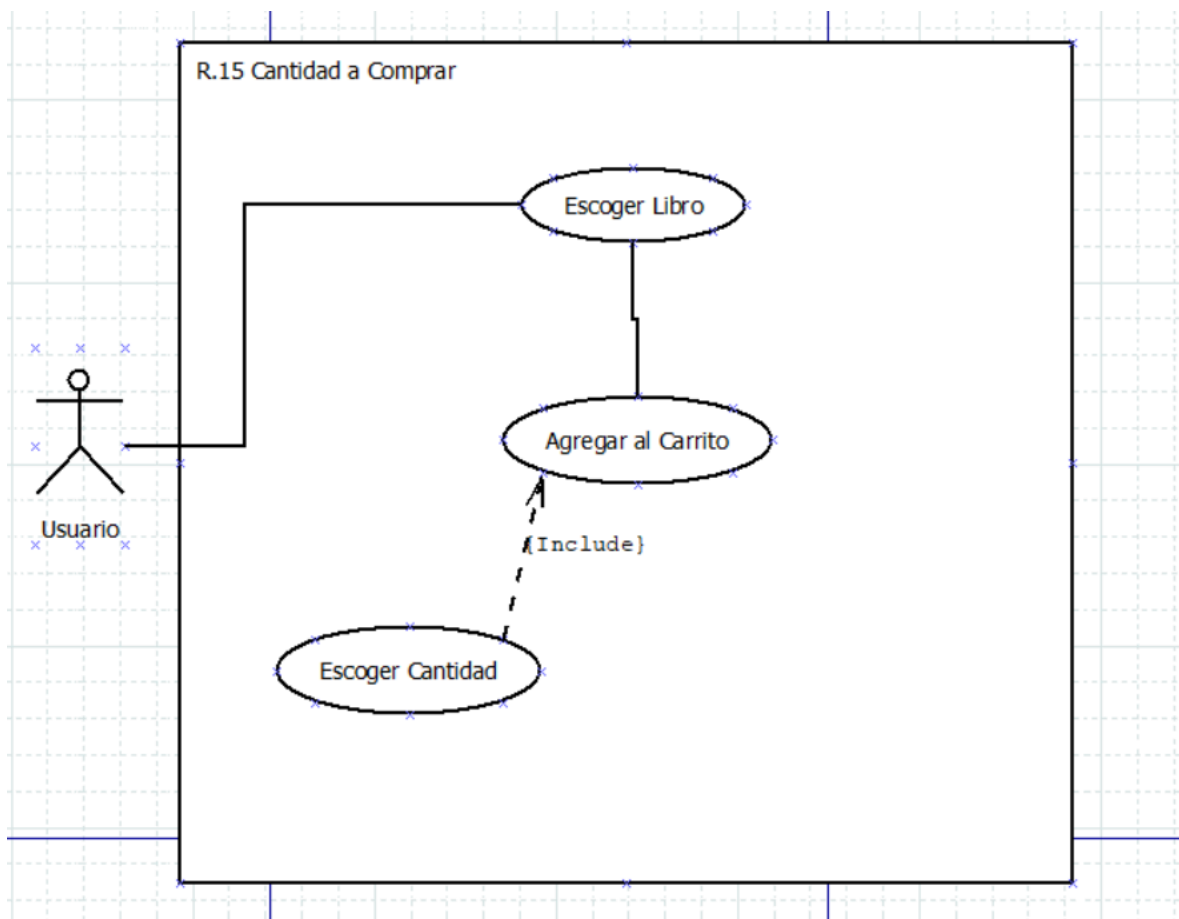 R.15 Cantidad a Comprar
Escoger Libro
Agregar al Carrito
Usuario
{Include}
Escoger Cantidad